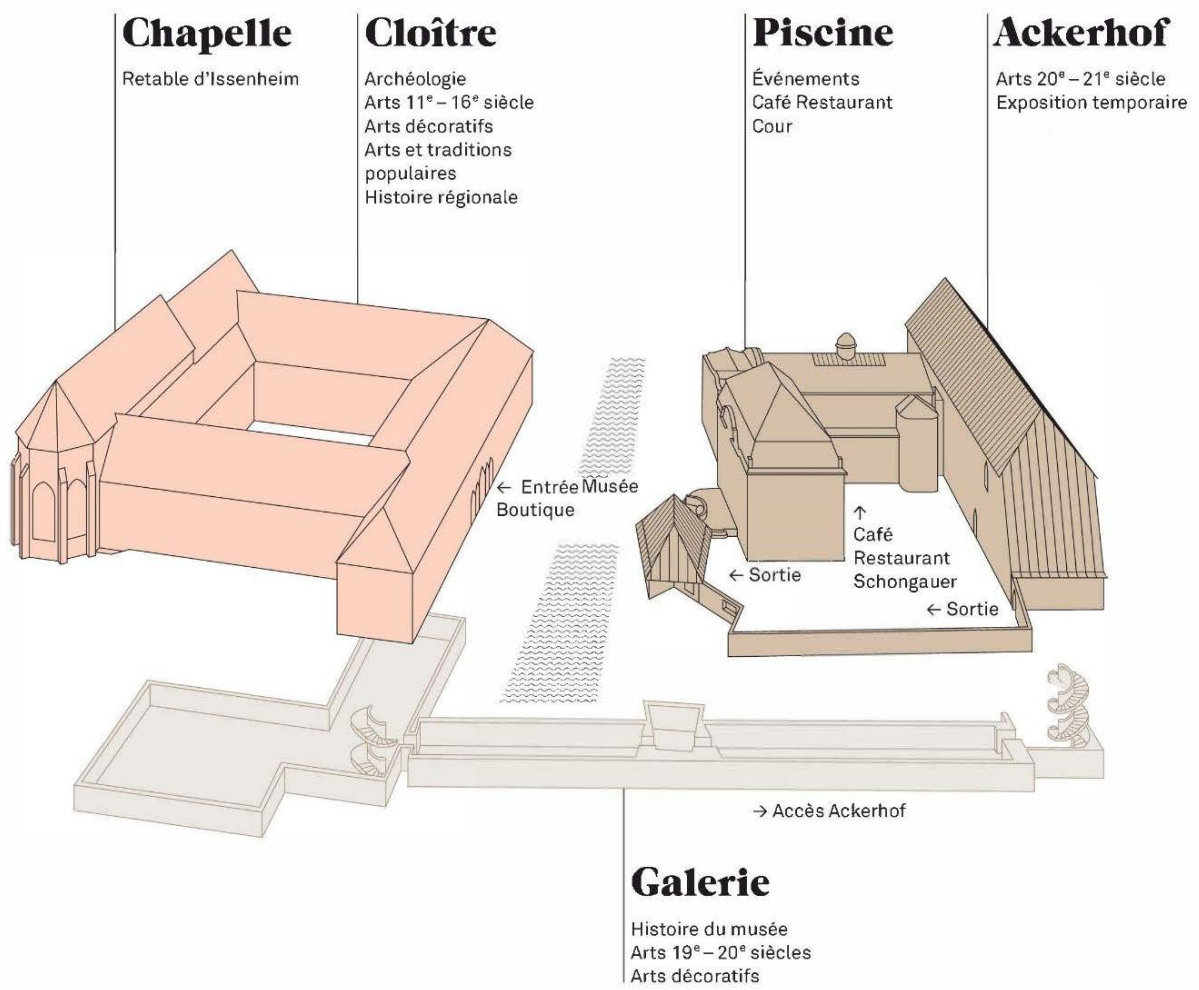 Chapelle
Retable d'Issenheim
Cloître
Archéologie
Arts 11e – 16e siècle
Arts décoratifs
Arts et traditions
populaires
Histoire régionale
Piscine
Événements
Café Restaurant
Cour
Ackerhof
Arts 20e – 21e siècle
Exposition temporaire
← Entrée Musée
Boutique
↑
Café
Restaurant
Schongauer
← Sortie
← Sortie
→ Accès Ackerhof
Galerie
Histoire du musée
Arts 19e – 20e siècles
Arts décoratifs